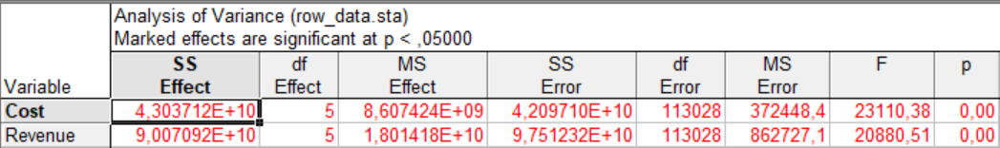 Analysis of Variance (row_data.sta)
Marked effects are significant at p < ,05000
Variable SS Effect df Effect MS Effect SS Error df Error MS Error F p
Cost 4,303712E+10 5 8,607424E+09 4,209710E+10 113028 372448,4 23110,38 0,00
Revenue 9,007092E+10 5 1,801418E+10 9,751232E+10 113028 862727,1 20880,51 0,00